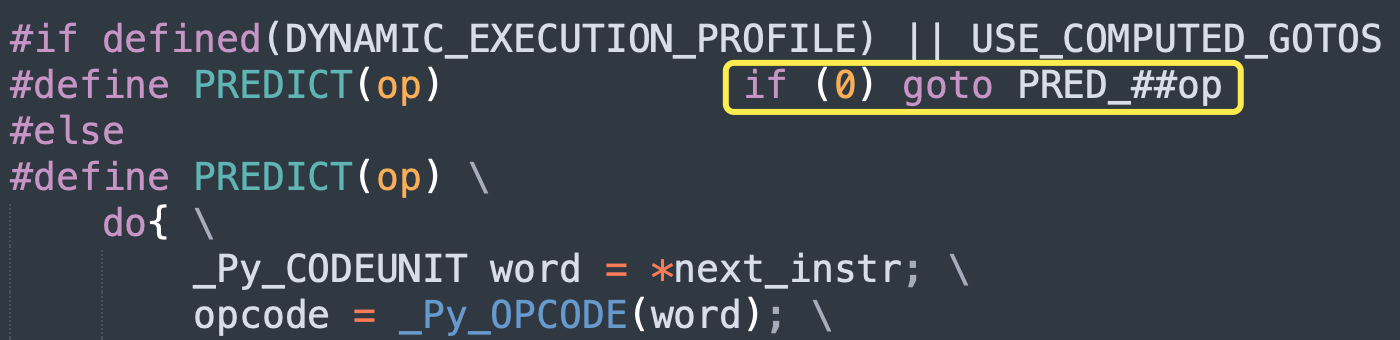 #if defined(DYNAMIC_EXECUTION_PROFILE) || USE_COMPUTED_GOTOS
#define PREDICT(op)             if (0) goto PRED_##op
#else
#define PREDICT(op) \
    do{ \
        _Py_CODEUNIT word = *next_instr; \
        opcode = _Py_OPCODE(word); \